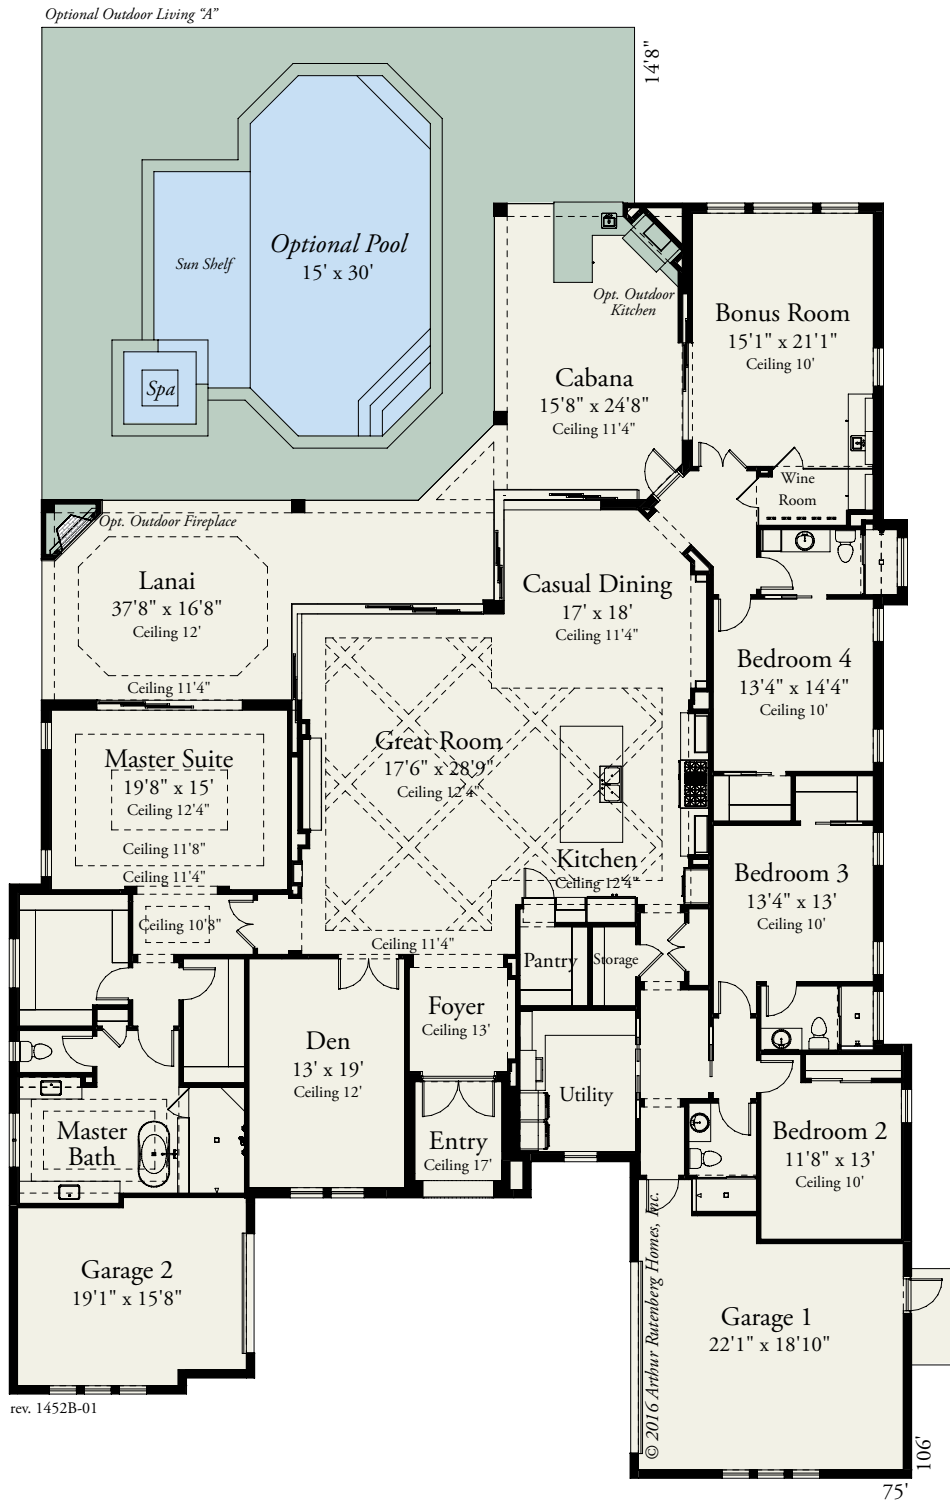 Optional Outdoor Living “A”
14'8"
Optional Pool
15' x 30'
Sun Shelf
Spa
Opt. Outdoor
Kitchen
Cabana
15'8" x 24'8"
Ceiling 11'4"
Bonus Room
15'1" x 21'1"
Ceiling 10'
Wine
Room
Opt. Outdoor Fireplace
Lanai
37'8" x 16'8"
Ceiling 12'
Ceiling 11'4"
Casual Dining
17' x 18'
Ceiling 11'4"
Bedroom 4
13'4" x 14'4"
Ceiling 10'
Master Suite
19'8" x 15'
Ceiling 12'4"
Ceiling 11'8"
Ceiling 11'4"
Great Room
17'6" x 28'9"
Ceiling 12'4"
Kitchen
Ceiling 12'4"
Bedroom 3
13'4" x 13'
Ceiling 10'
Ceiling 10'8"
Ceiling 11'4"
Pantry
Storage
Den
13' x 19'
Ceiling 12'
Foyer
Ceiling 13'
Utility
Entry
Ceiling 17'
Master
Bath
Bedroom 2
11'8" x 13'
Ceiling 10'
Garage 2
19'1" x 15'8"
Garage 1
22'1" x 18'10"
© 2016 Arthur Rutenberg Homes, Inc.
rev. 1452B-01
106'
75'